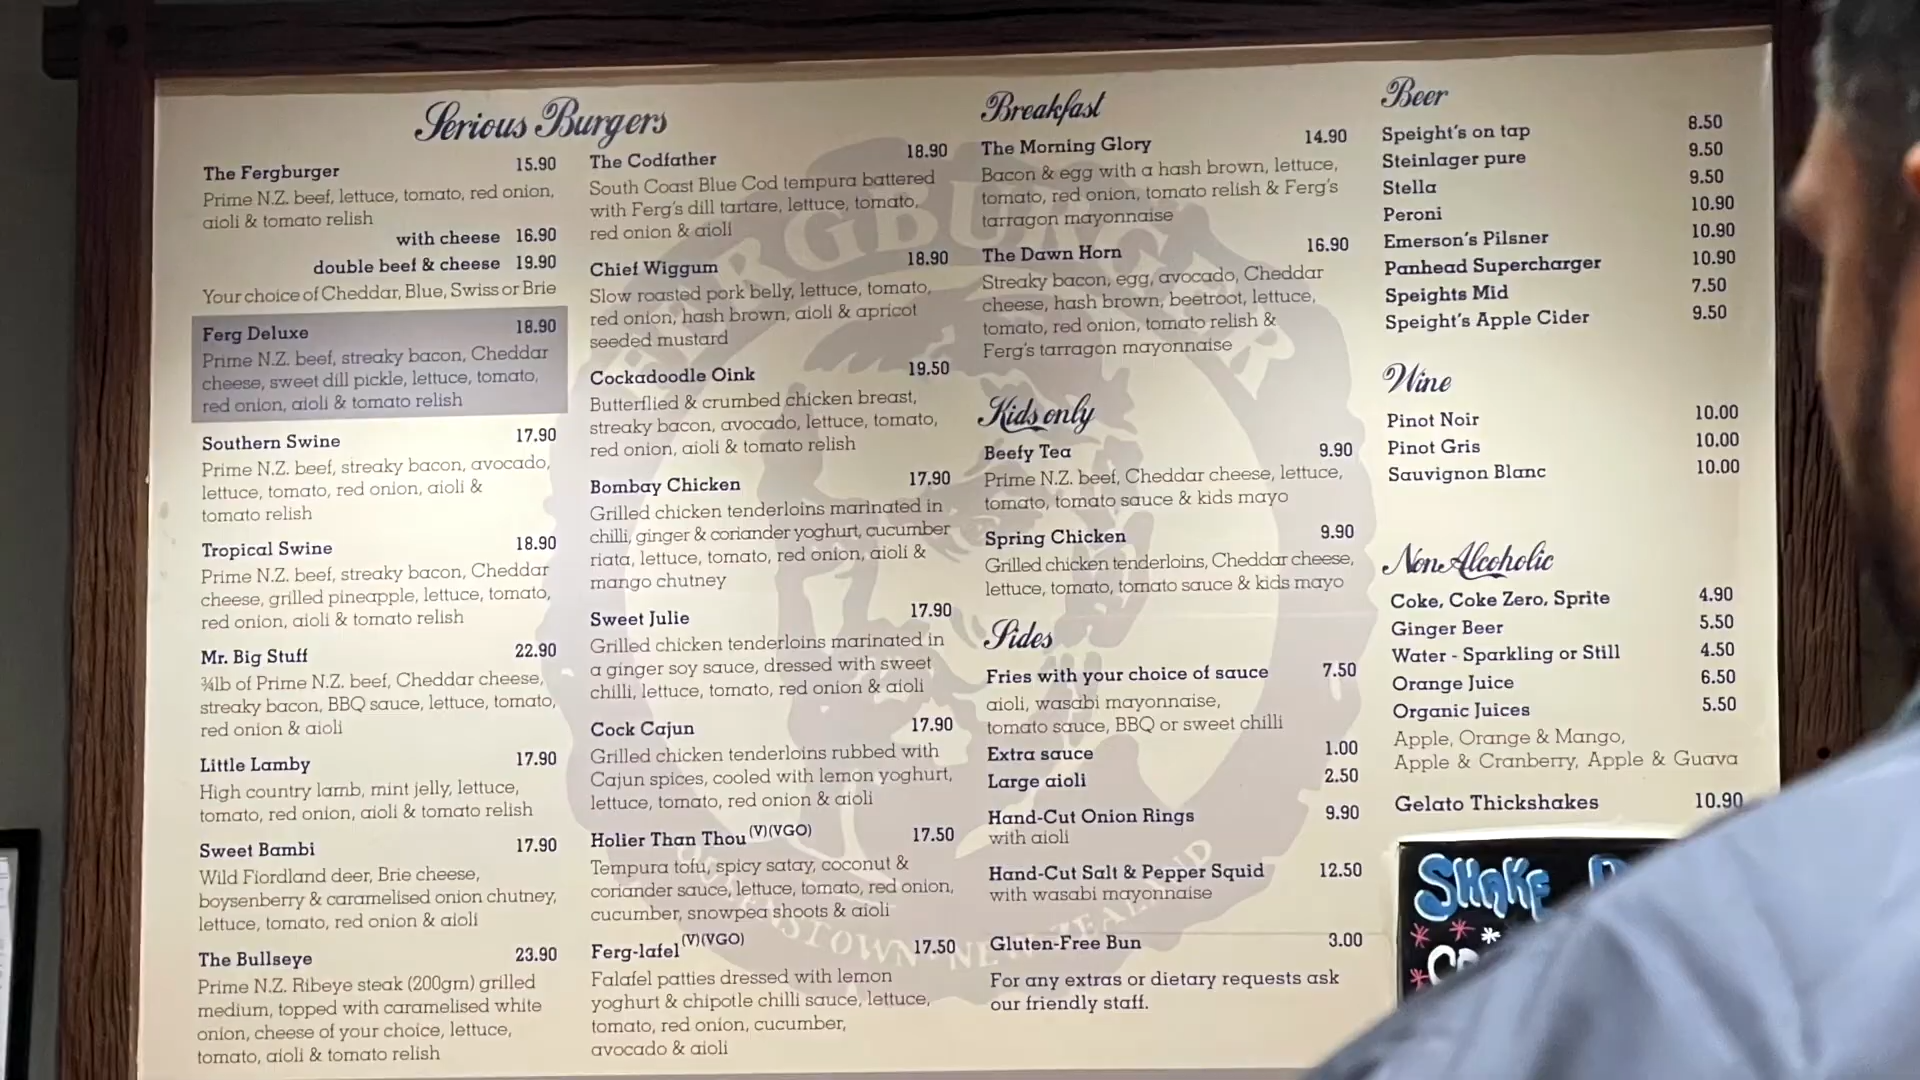 Serious Burgers
The Fergburger 15.90
Prime N.Z. beef, lettuce, tomato, red onion,
aioli & tomato relish
with cheese 16.90
double beef & cheese 19.90
Your choice of Cheddar, Blue, Swiss or Brie
Ferg Deluxe 18.90
Prime N.Z. beef, streaky bacon, Cheddar
cheese, sweet dill pickle, lettuce, tomato,
red onion, aioli & tomato relish
Southern Swine 17.90
Prime N.Z. beef, streaky bacon, avocado,
lettuce, tomato, red onion, aioli &
tomato relish
Tropical Swine 18.90
Prime N.Z. beef, streaky bacon, Cheddar
cheese, grilled pineapple, lettuce, tomato,
red onion, aioli & tomato relish
Mr. Big Stuff 22.90
¾lb of Prime N.Z. beef, Cheddar cheese,
streaky bacon, BBQ sauce, lettuce, tomato,
red onion & aioli
Little Lamby 17.90
High country lamb, mint jelly, lettuce,
tomato, red onion, aioli & tomato relish
Sweet Bambi 17.90
Wild Fiordland deer, Brie cheese,
boysenberry & caramelised onion chutney,
lettuce, tomato, red onion & aioli
The Bullseye 23.90
Prime N.Z. Ribeye steak (200gm) grilled
medium, topped with caramelised white
onion, cheese of your choice, lettuce,
tomato, aioli & tomato relish
The Codfather 18.90
South Coast Blue Cod tempura battered
with Ferg's dill tartare, lettuce, tomato,
red onion & aioli
Chief Wiggum 18.90
Slow roasted pork belly, lettuce, tomato,
red onion, hash brown, aioli & apricot
seeded mustard
Cockadoodle Oink 19.50
Butterflied & crumbed chicken breast,
streaky bacon, avocado, lettuce, tomato,
red onion, aioli & tomato relish
Bombay Chicken 17.90
Grilled chicken tenderloins marinated in
chilli, ginger & coriander yoghurt, cucumber
riata, lettuce, tomato, red onion, aioli &
mango chutney
Sweet Julie 17.90
Grilled chicken tenderloins marinated in
a ginger soy sauce, dressed with sweet
chilli, lettuce, tomato, red onion & aioli
Cock Cajun 17.90
Grilled chicken tenderloins rubbed with
Cajun spices, cooled with lemon yoghurt,
lettuce, tomato, red onion & aioli
Holier Than Thou (V)(VGO) 17.50
Tempura tofu, spicy satay, coconut &
coriander sauce, lettuce, tomato, red onion,
cucumber, snowpea shoots & aioli
Ferg-lafel (V)(VGO) 17.50
Falafel patties dressed with lemon
yoghurt & chipotle chilli sauce, lettuce,
tomato, red onion, cucumber,
avocado & aioli
Breakfast
The Morning Glory 14.90
Bacon & egg with a hash brown, lettuce,
tomato, red onion, tomato relish & Ferg's
tarragon mayonnaise
The Dawn Horn 16.90
Streaky bacon, egg, avocado, Cheddar
cheese, hash brown, beetroot, lettuce,
tomato, red onion, tomato relish &
Ferg's tarragon mayonnaise
Kids only
Beefy Tea 9.90
Prime N.Z. beef, Cheddar cheese, lettuce,
tomato, tomato sauce & kids mayo
Spring Chicken 9.90
Grilled chicken tenderloins, Cheddar cheese,
lettuce, tomato, tomato sauce & kids mayo
Sides
Fries with your choice of sauce 7.50
aioli, wasabi mayonnaise,
tomato sauce, BBQ or sweet chilli
Extra sauce 1.00
Large aioli 2.50
Hand-Cut Onion Rings 9.90
with aioli
Hand-Cut Salt & Pepper Squid 12.50
with wasabi mayonnaise
Gluten-Free Bun 3.00
For any extras or dietary requests ask
our friendly staff.
Beer
Speight's on tap 8.50
Steinlager pure 9.50
Stella 9.50
Peroni 10.90
Emerson's Pilsner 10.90
Panhead Supercharger 10.90
Speights Mid 7.50
Speight's Apple Cider 9.50
Wine
Pinot Noir 10.00
Pinot Gris 10.00
Sauvignon Blanc 10.00
Non Alcoholic
Coke, Coke Zero, Sprite 4.90
Ginger Beer 5.50
Water - Sparkling or Still 4.50
Orange Juice 6.50
Organic Juices 5.50
Apple, Orange & Mango,
Apple & Cranberry, Apple & Guava
Gelato Thickshakes 10.90
SHAKE
FERGBURGER
QUEENSTOWN · NEW ZEALAND